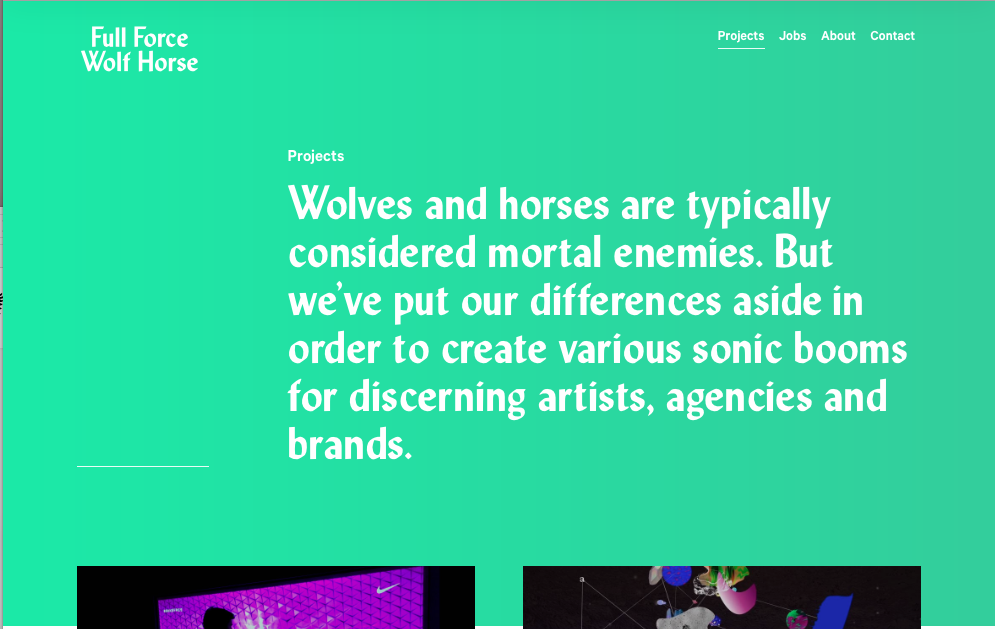 Full Force
Wolf Horse
Projects Jobs About Contact
Projects
Wolves and horses are typically
considered mortal enemies. But
we’ve put our differences aside in
order to create various sonic booms
for discerning artists, agencies and
brands.
a